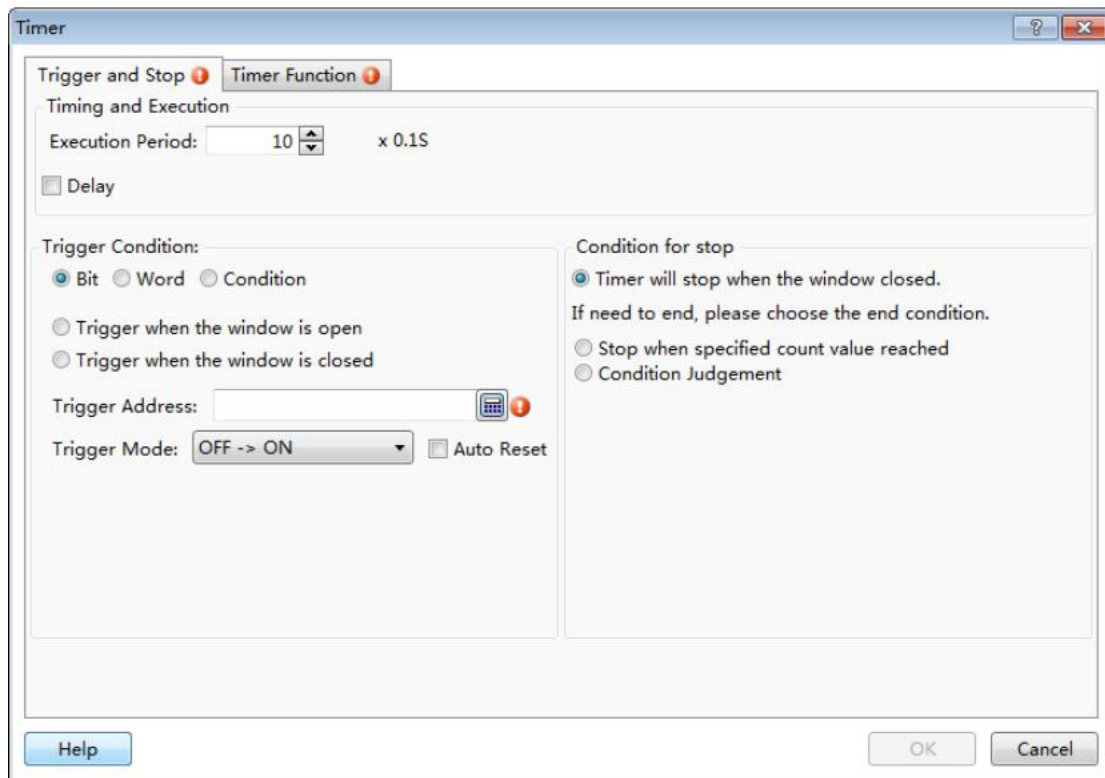 Timer
Trigger and Stop
Timer Function
Timing and Execution
Execution Period: 10 x 0.1S
Delay
Trigger Condition:
Bit Word Condition
Trigger when the window is open
Trigger when the window is closed
Trigger Address:
Trigger Mode: OFF -> ON Auto Reset
Condition for stop
Timer will stop when the window closed.
If need to end, please choose the end condition.
Stop when specified count value reached
Condition Judgement
Help
OK
Cancel